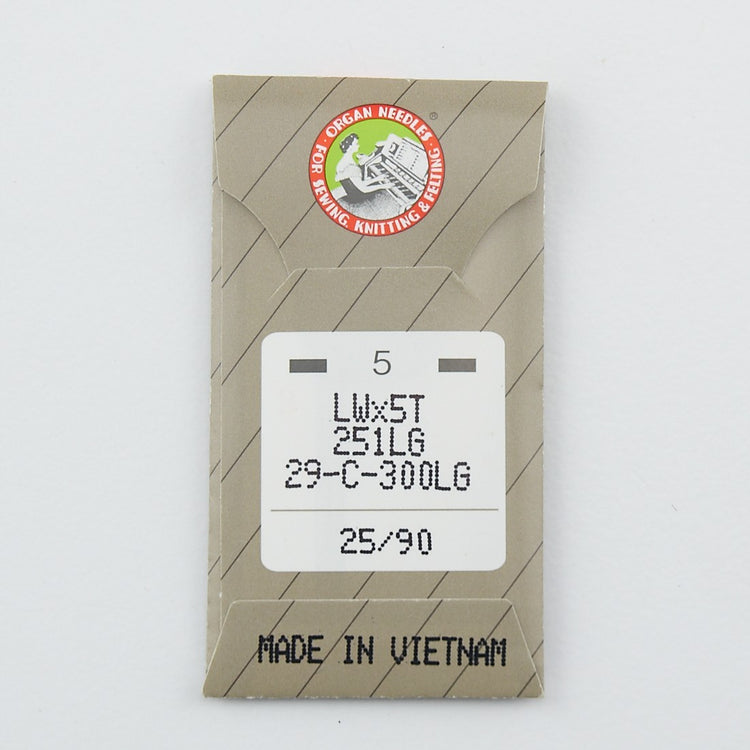 · ORGAN NEEDLES · ®
FOR SEWING, KNITTING & FELTING
5
LWx5T
251LG
29-C-300LG
25/90
MADE IN VIETNAM